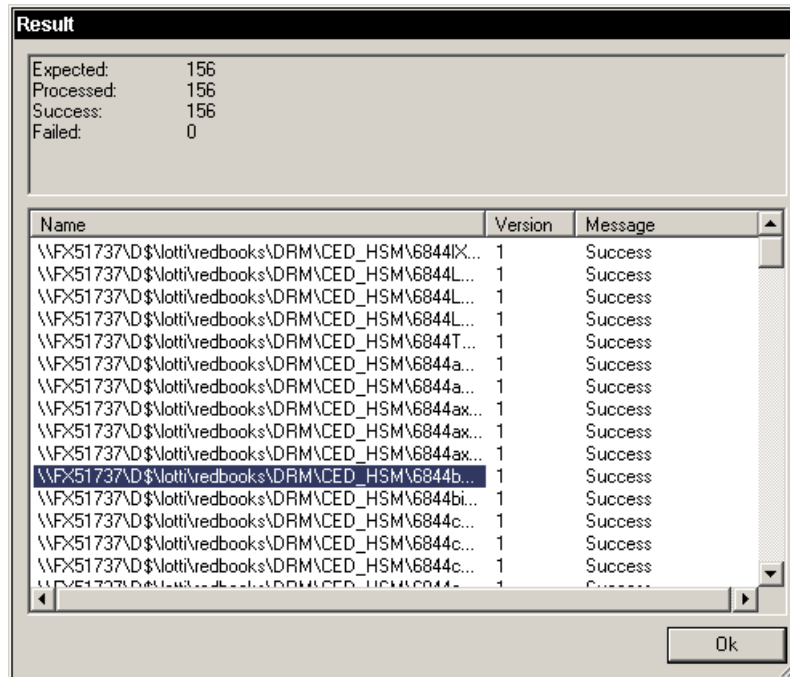 Result
Expected: 156
Processed: 156
Success: 156
Failed: 0
Name Version Message
\\FX51737\D$\lotti\redbooks\DRM\CED_HSM\6844IX... 1 Success
\\FX51737\D$\lotti\redbooks\DRM\CED_HSM\6844L... 1 Success
\\FX51737\D$\lotti\redbooks\DRM\CED_HSM\6844L... 1 Success
\\FX51737\D$\lotti\redbooks\DRM\CED_HSM\6844L... 1 Success
\\FX51737\D$\lotti\redbooks\DRM\CED_HSM\6844T... 1 Success
\\FX51737\D$\lotti\redbooks\DRM\CED_HSM\6844a... 1 Success
\\FX51737\D$\lotti\redbooks\DRM\CED_HSM\6844a... 1 Success
\\FX51737\D$\lotti\redbooks\DRM\CED_HSM\6844ax... 1 Success
\\FX51737\D$\lotti\redbooks\DRM\CED_HSM\6844ax... 1 Success
\\FX51737\D$\lotti\redbooks\DRM\CED_HSM\6844ax... 1 Success
\\FX51737\D$\lotti\redbooks\DRM\CED_HSM\6844b... 1 Success
\\FX51737\D$\lotti\redbooks\DRM\CED_HSM\6844bi... 1 Success
\\FX51737\D$\lotti\redbooks\DRM\CED_HSM\6844c... 1 Success
\\FX51737\D$\lotti\redbooks\DRM\CED_HSM\6844c... 1 Success
\\FX51737\D$\lotti\redbooks\DRM\CED_HSM\6844c... 1 Success
Ok